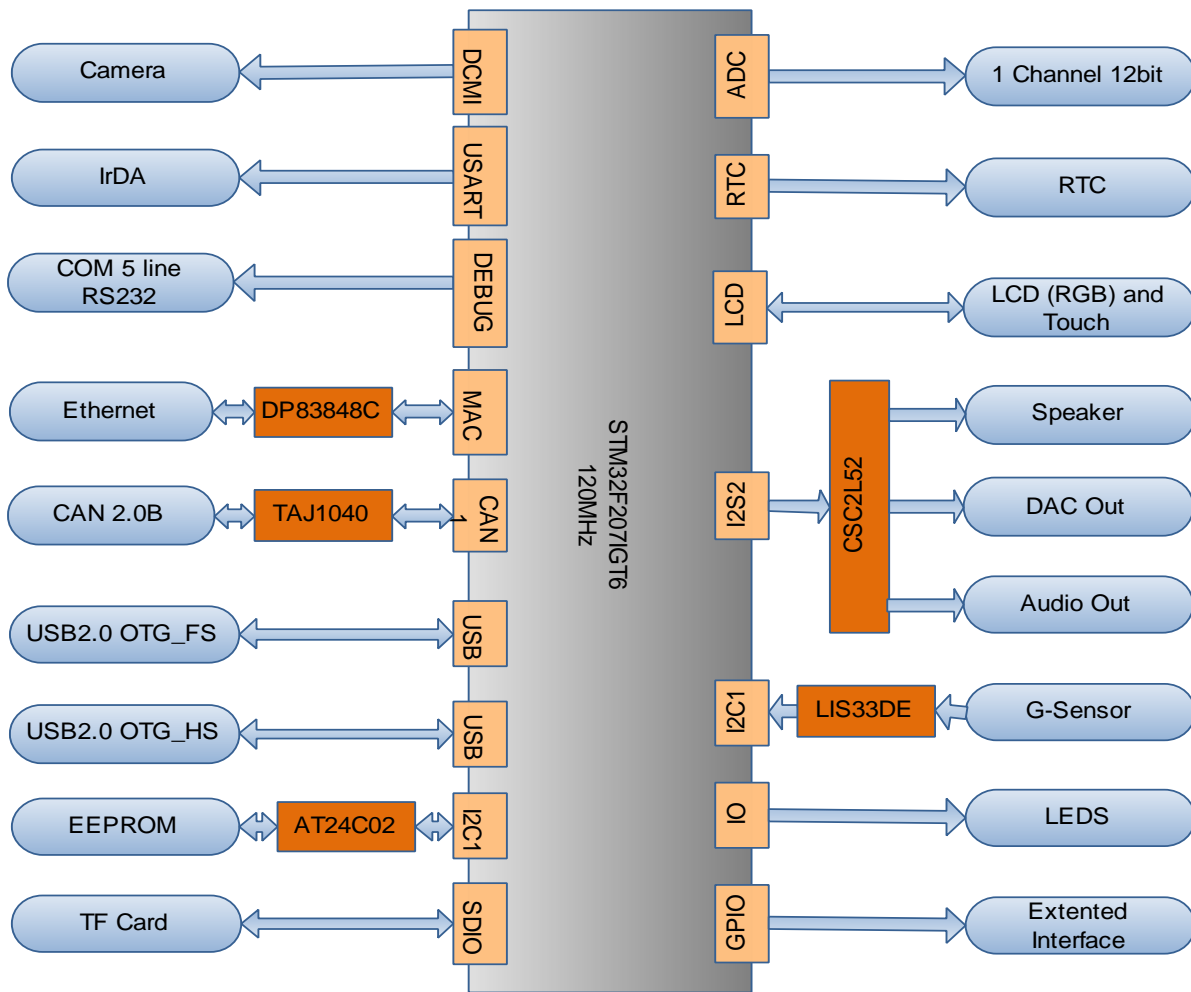 Camera
DCMI
IrDA
USART
COM 5 line
RS232
DEBUG
Ethernet
DP83848C
MAC
CAN 2.0B
TAJ1040
CAN
1
USB2.0 OTG_FS
USB
USB2.0 OTG_HS
USB
EEPROM
AT24C02
I2C1
TF Card
SDIO
STM32F207IGT6
120MHz
ADC
1 Channel 12bit
RTC
RTC
LCD
LCD (RGB) and
Touch
I2S2
CSC2L52
Speaker
DAC Out
Audio Out
I2C1
LIS33DE
G-Sensor
IO
LEDS
GPIO
Extented
Interface